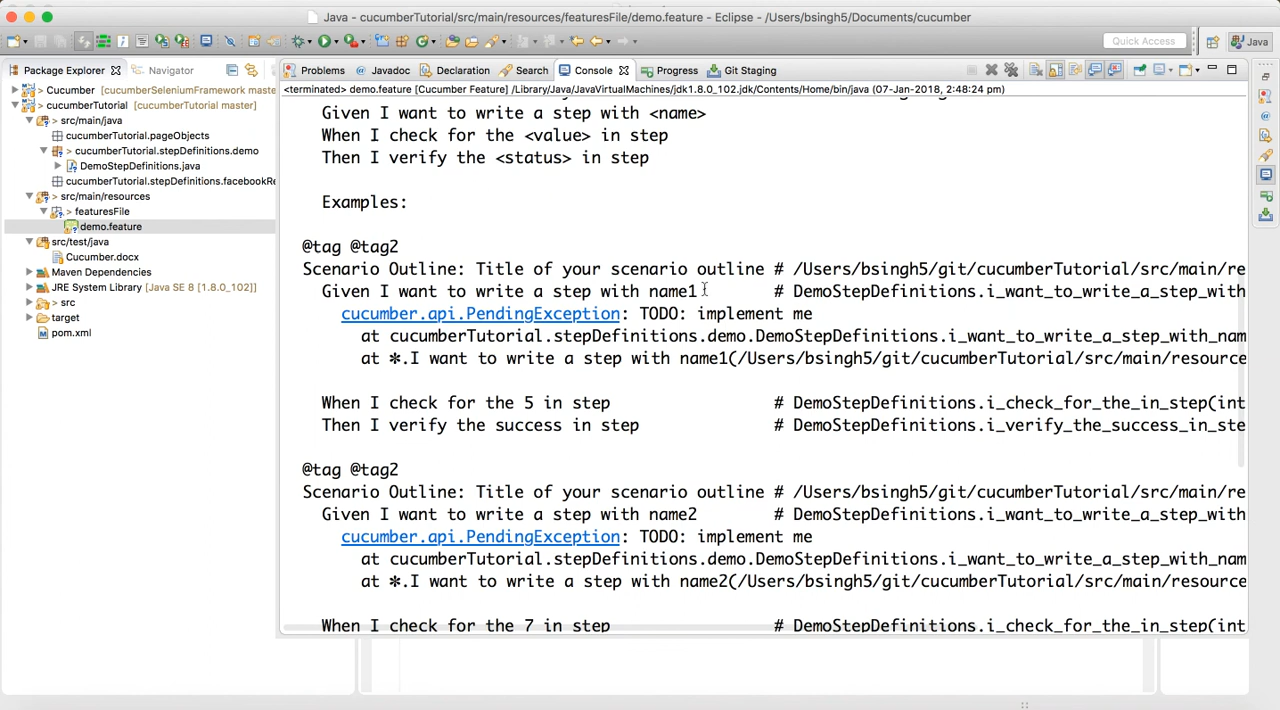 Java - cucumberTutorial/src/main/resources/featuresFile/demo.feature - Eclipse - /Users/bsingh5/Documents/cucumber
Quick Access
Java
Package Explorer
Navigator
Problems
@ Javadoc
Declaration
Search
Console
Progress
Git Staging
<terminated> demo.feature [Cucumber Feature] /Library/Java/JavaVirtualMachines/jdk1.8.0_102.jdk/Contents/Home/bin/java (07-Jan-2018, 2:48:24 pm)
> Cucumber [cucumberSeleniumFramework maste
> cucumberTutorial [cucumberTutorial master]
> src/main/java
cucumberTutorial.pageObjects
> cucumberTutorial.stepDefinitions.demo
> DemoStepDefinitions.java
cucumberTutorial.stepDefinitions.facebookRe
> src/main/resources
> featuresFile
demo.feature
src/test/java
Cucumber.docx
Maven Dependencies
JRE System Library [Java SE 8 [1.8.0_102]]
> src
target
pom.xml
Given I want to write a step with <name>
When I check for the <value> in step
Then I verify the <status> in step
Examples:
@tag @tag2
Scenario Outline: Title of your scenario outline # /Users/bsingh5/git/cucumberTutorial/src/main/re
Given I want to write a step with name1 # DemoStepDefinitions.i_want_to_write_a_step_with
cucumber.api.PendingException: TODO: implement me
at cucumberTutorial.stepDefinitions.demo.DemoStepDefinitions.i_want_to_write_a_step_with_nam
at *.I want to write a step with name1(/Users/bsingh5/git/cucumberTutorial/src/main/resource
When I check for the 5 in step # DemoStepDefinitions.i_check_for_the_in_step(int
Then I verify the success in step # DemoStepDefinitions.i_verify_the_success_in_ste
@tag @tag2
Scenario Outline: Title of your scenario outline # /Users/bsingh5/git/cucumberTutorial/src/main/re
Given I want to write a step with name2 # DemoStepDefinitions.i_want_to_write_a_step_with
cucumber.api.PendingException: TODO: implement me
at cucumberTutorial.stepDefinitions.demo.DemoStepDefinitions.i_want_to_write_a_step_with_nam
at *.I want to write a step with name2(/Users/bsingh5/git/cucumberTutorial/src/main/resource
When I check for the 7 in step # DemoStepDefinitions.i_check_for_the_in_step(int